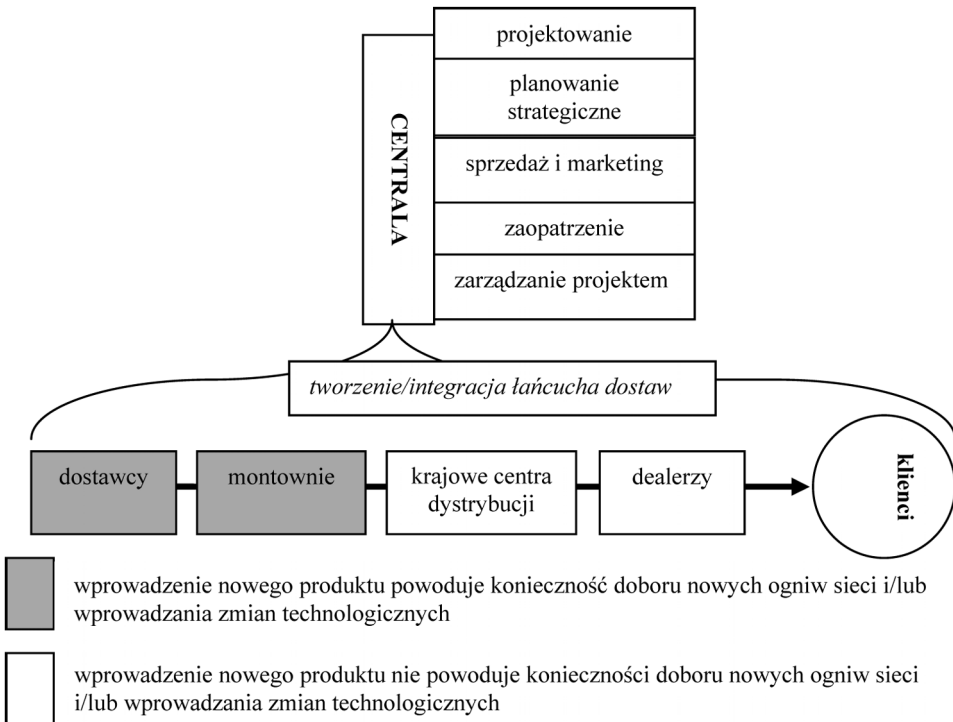 projektowanie
planowanie
strategiczne
CENTRALA
sprzedaż i marketing
zaopatrzenie
zarządzanie projektem
tworzenie/integracja łańcucha dostaw
dostawcy
montownie
krajowe centra
dystrybucji
dealerzy
klienci
wprowadzenie nowego produktu powoduje konieczność doboru nowych ogniw sieci i/lub
wprowadzania zmian technologicznych
wprowadzenie nowego produktu nie powoduje konieczności doboru nowych ogniw sieci
i/lub wprowadzania zmian technologicznych